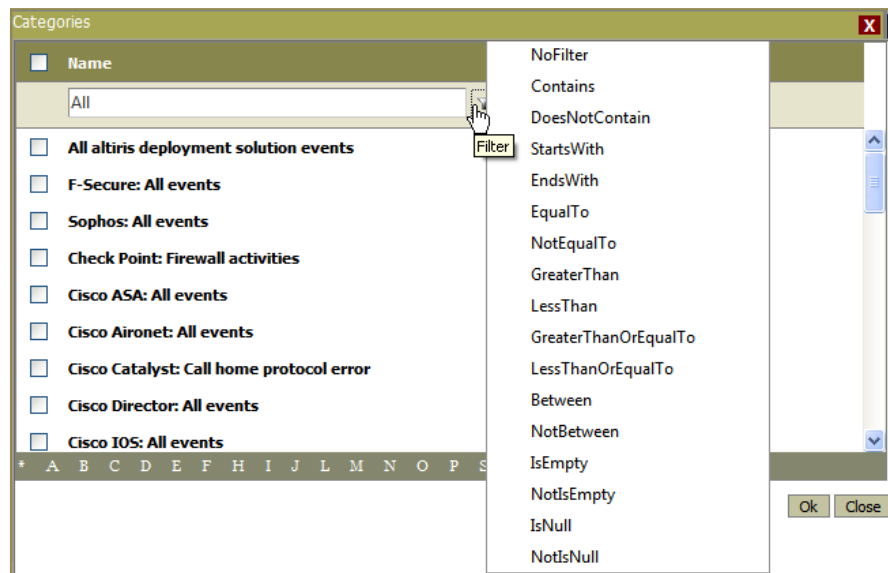 Categories X
Name
All
Filter
All altiris deployment solution events
F-Secure: All events
Sophos: All events
Check Point: Firewall activities
Cisco ASA: All events
Cisco Aironet: All events
Cisco Catalyst: Call home protocol error
Cisco Director: All events
Cisco IOS: All events
* A B C D E F H I J L M N O P S
NoFilter
Contains
DoesNotContain
StartsWith
EndsWith
EqualTo
NotEqualTo
GreaterThan
LessThan
GreaterThanOrEqualTo
LessThanOrEqualTo
Between
NotBetween
IsEmpty
NotIsEmpty
IsNull
NotIsNull
Ok Close